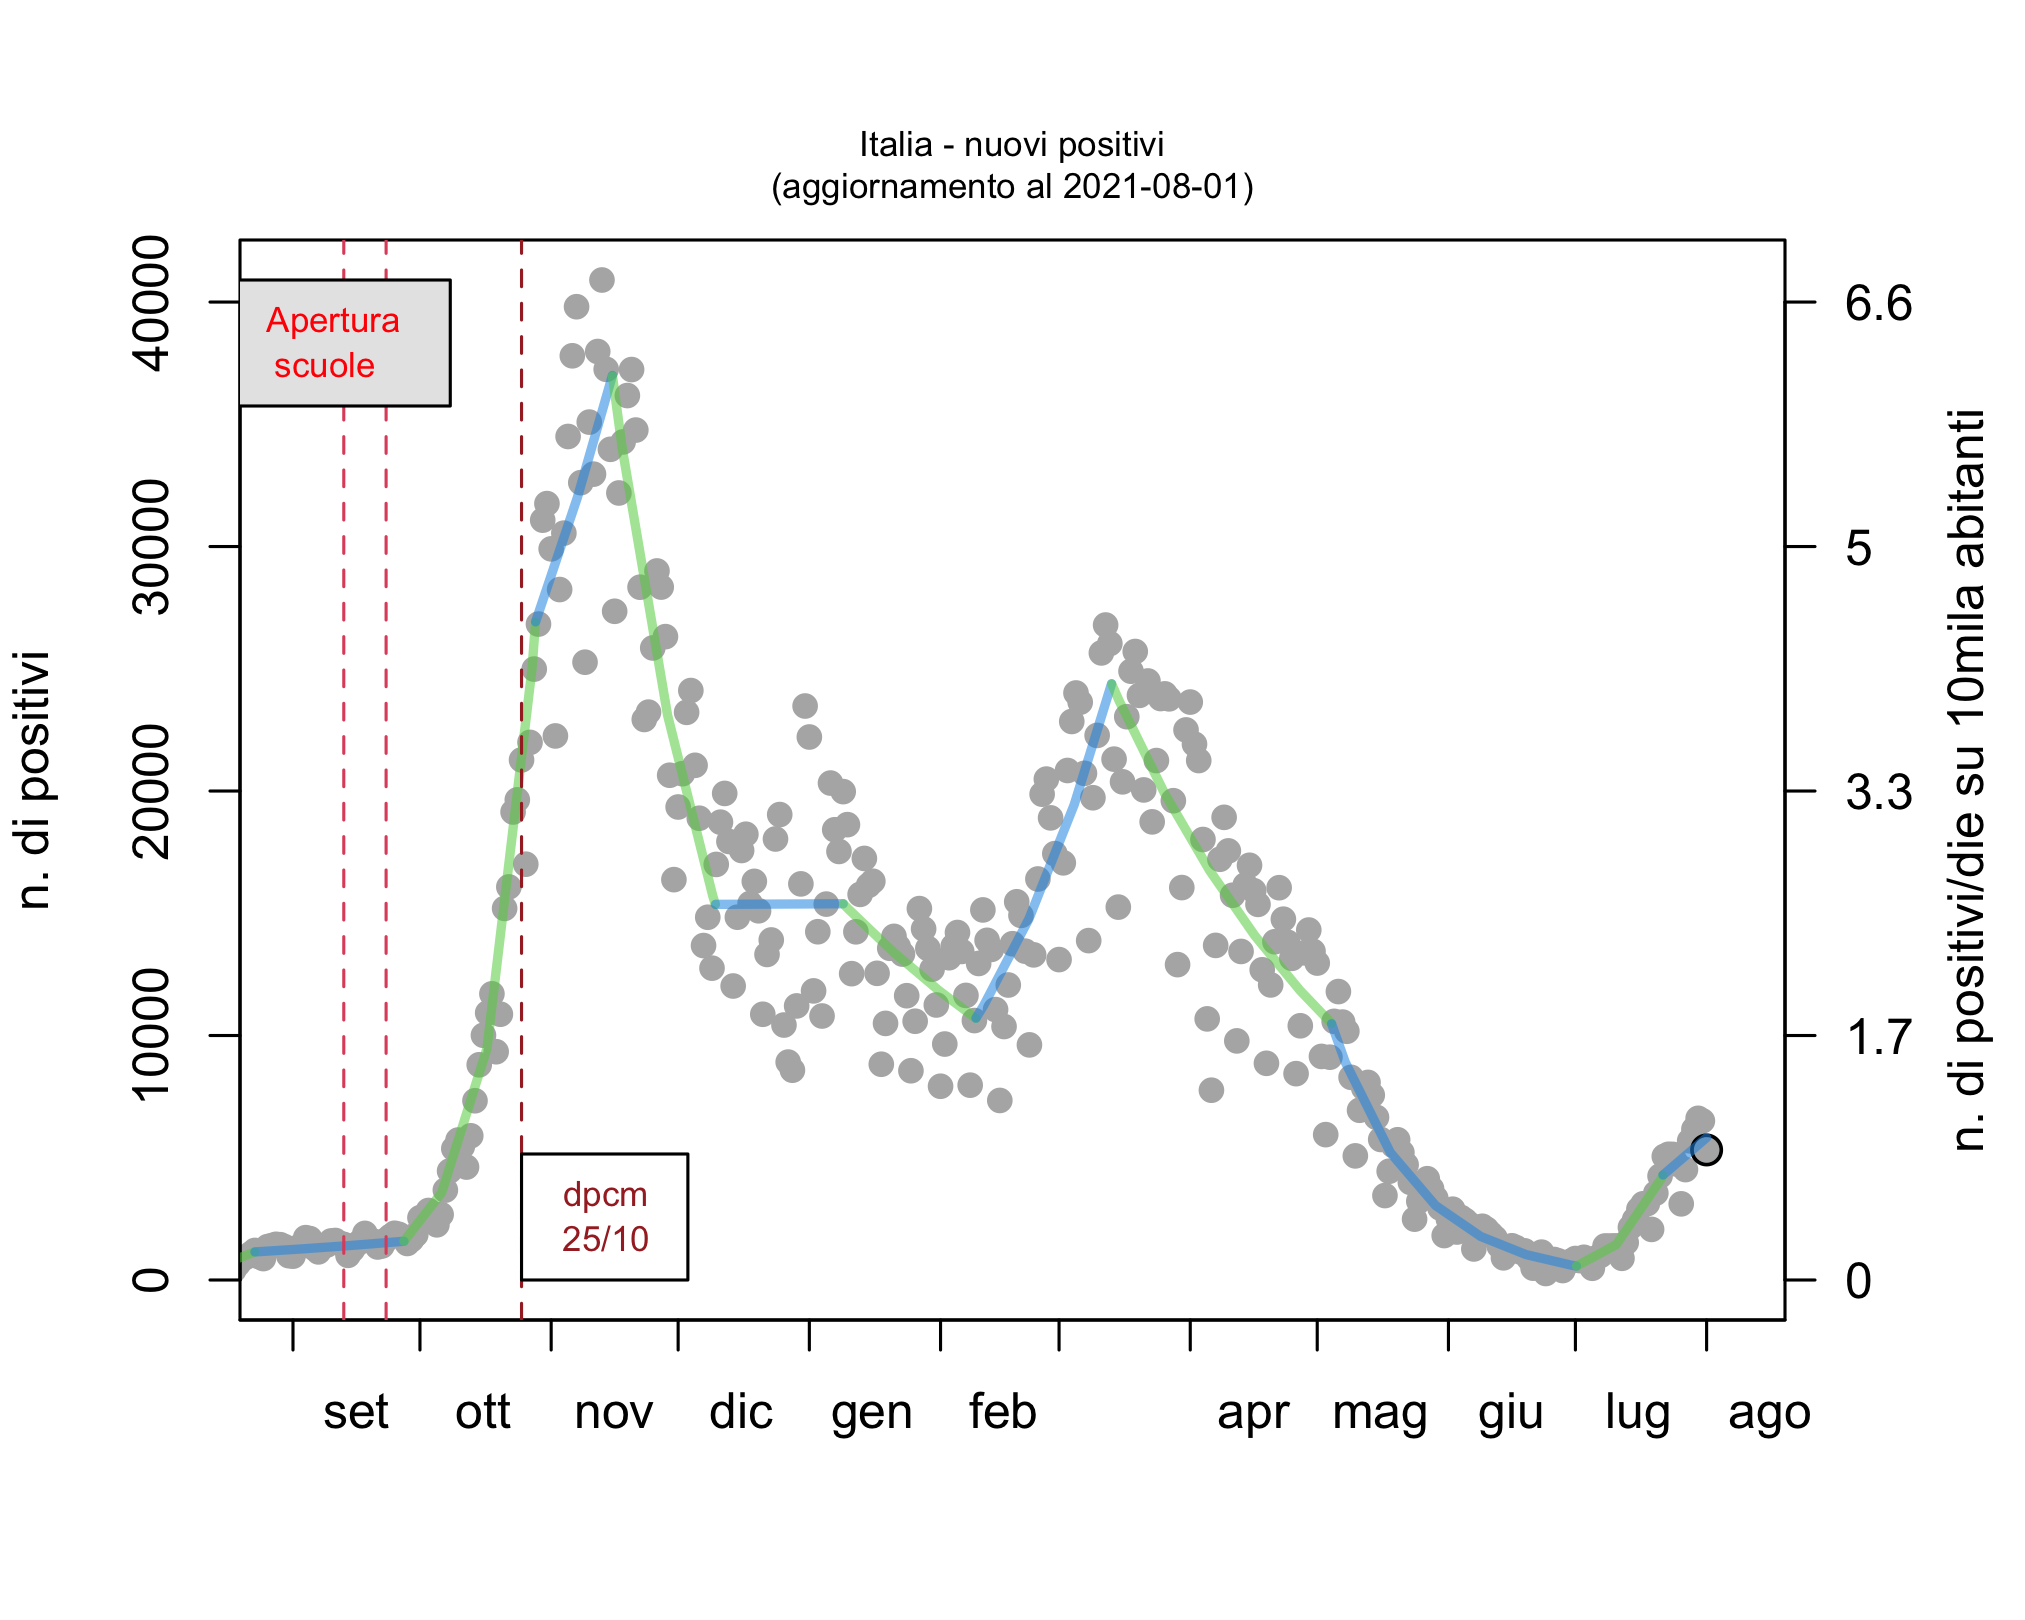 Italia - nuovi positivi
(aggiornamento al 2021-08-01)
n. di positivi
40000
30000
20000
10000
0
Apertura
scuole
dpcm
25/10
6.6
5
3.3
1.7
0
n. di positivi/die su 10mila abitanti
set ott nov dic gen feb apr mag giu lug ago